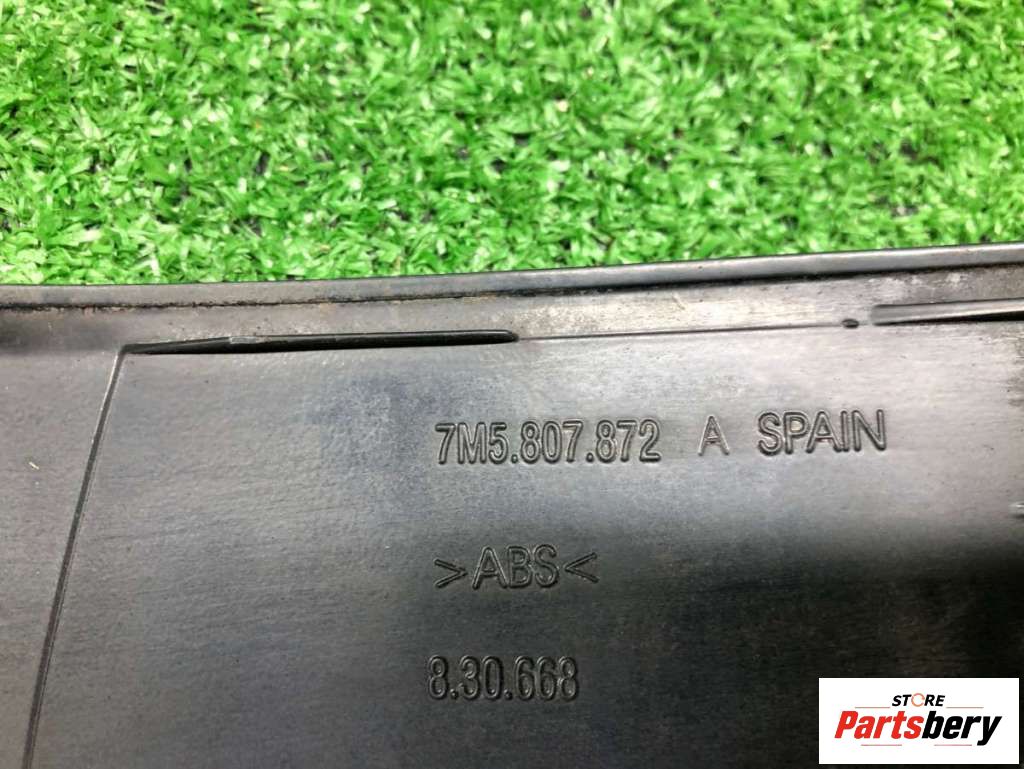 7M5.807.872 A SPAIN
>ABS<
8.30.668
STORE
Partsbery